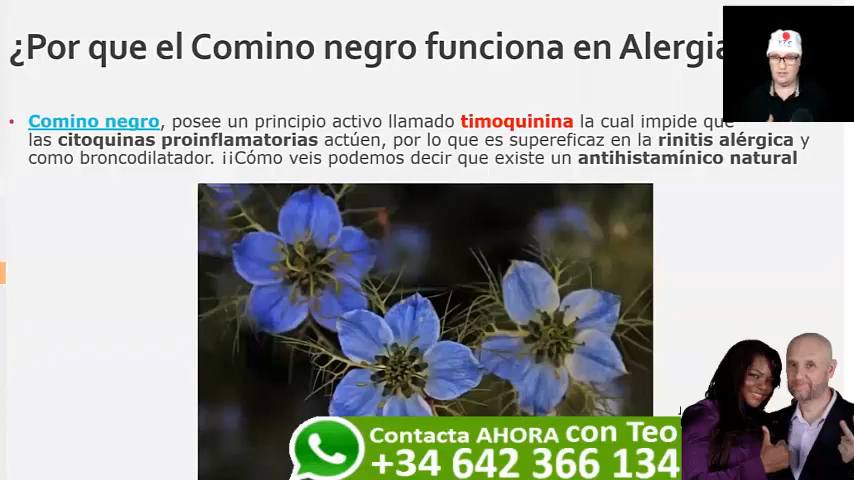 ¿Por que el Comino negro funciona en Alergia
Comino negro, posee un principio activo llamado timoquinina la cual impide que
las citoquinas proinflamatorias actúen, por lo que es supereficaz en la rinitis alérgica y
como broncodilatador. ¡¡Cómo veis podemos decir que existe un antihistamínico natural
Contacta AHORA con Teo
+34 642 366 134